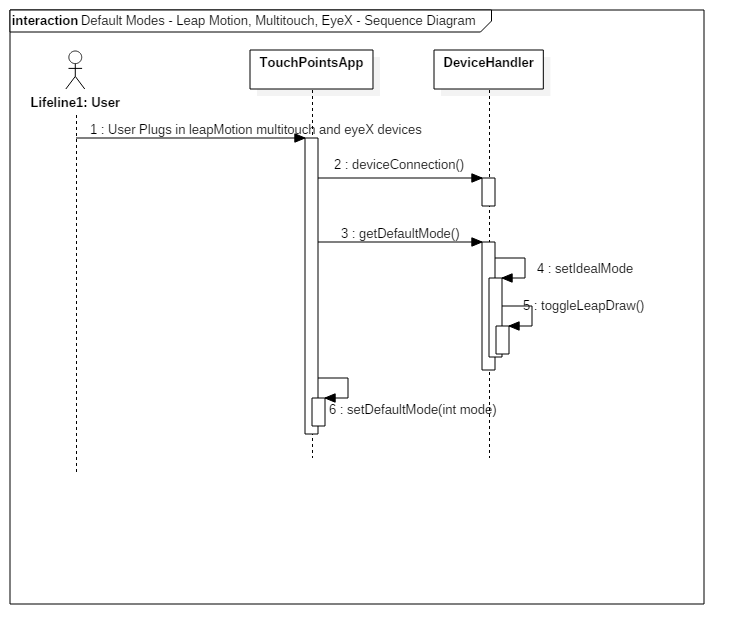 interaction Default Modes - Leap Motion, Multitouch, EyeX - Sequence Diagram
TouchPointsApp
DeviceHandler
Lifeline1: User
1 : User Plugs in leapMotion multitouch and eyeX devices
2 : deviceConnection()
3 : getDefaultMode()
4 : setIdealMode
5 : toggleLeapDraw()
6 : setDefaultMode(int mode)